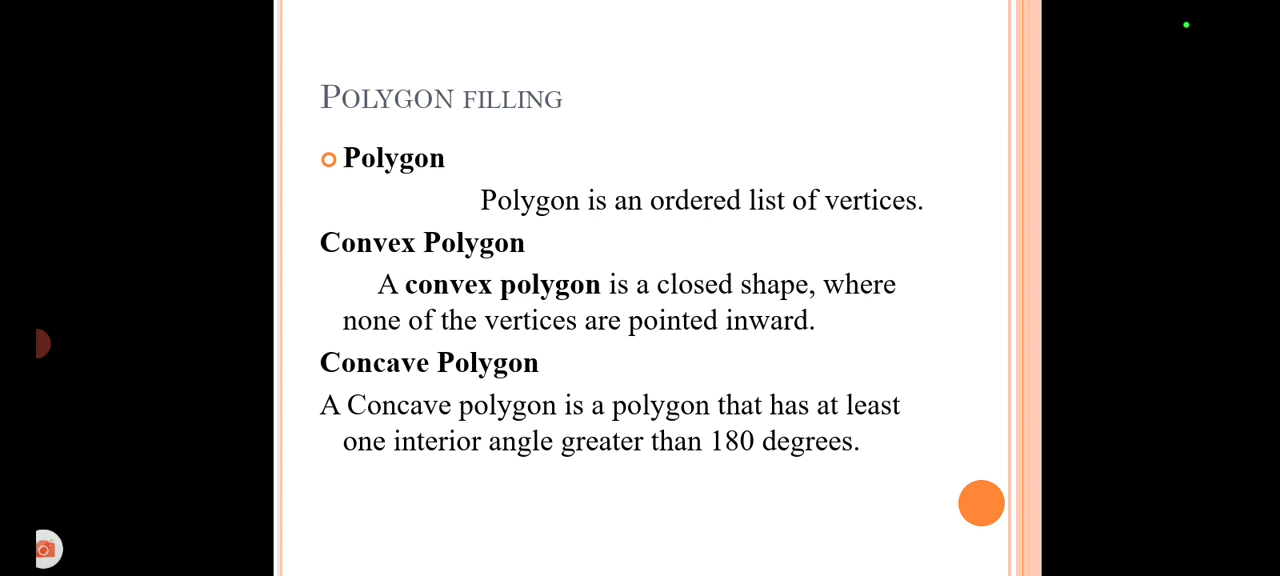 Polygon filling
Polygon
Polygon is an ordered list of vertices.
Convex Polygon
A convex polygon is a closed shape, where
none of the vertices are pointed inward.
Concave Polygon
A Concave polygon is a polygon that has at least
one interior angle greater than 180 degrees.